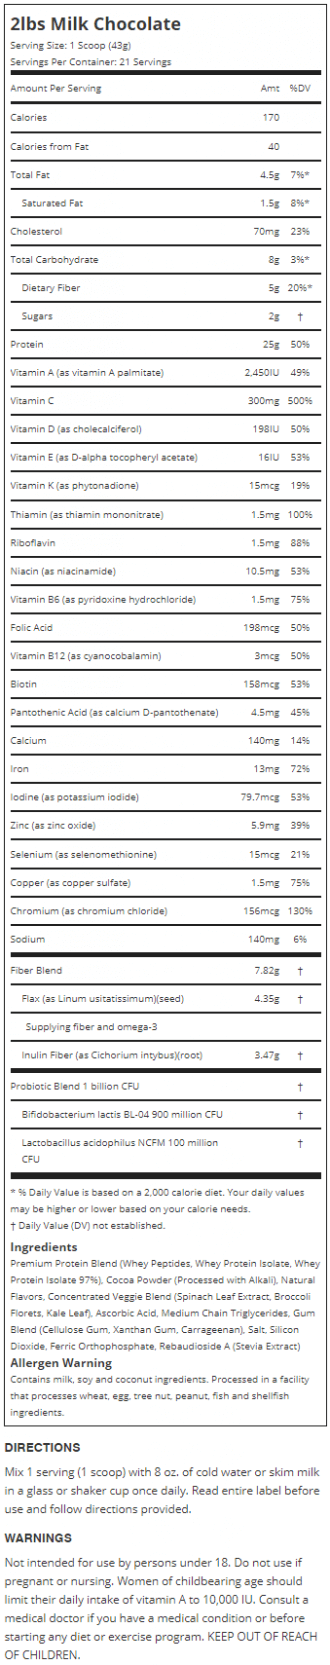 2lbs Milk Chocolate
Serving Size: 1 Scoop (43g)
Servings Per Container: 21 Servings
Amount Per Serving Amt %DV
Calories 170
Calories from Fat 40
Total Fat 4.5g 7%*
Saturated Fat 1.5g 8%*
Cholesterol 70mg 23%
Total Carbohydrate 8g 3%*
Dietary Fiber 5g 20%*
Sugars 2g †
Protein 25g 50%
Vitamin A (as vitamin A palmitate) 2,450IU 49%
Vitamin C 300mg 500%
Vitamin D (as cholecalciferol) 198IU 50%
Vitamin E (as D-alpha tocopheryl acetate) 16IU 53%
Vitamin K (as phytonadione) 15mcg 19%
Thiamin (as thiamin mononitrate) 1.5mg 100%
Riboflavin 1.5mg 88%
Niacin (as niacinamide) 10.5mg 53%
Vitamin B6 (as pyridoxine hydrochloride) 1.5mg 75%
Folic Acid 198mcg 50%
Vitamin B12 (as cyanocobalamin) 3mcg 50%
Biotin 158mcg 53%
Pantothenic Acid (as calcium D-pantothenate) 4.5mg 45%
Calcium 140mg 14%
Iron 13mg 72%
Iodine (as potassium iodide) 79.7mcg 53%
Zinc (as zinc oxide) 5.9mg 39%
Selenium (as selenomethionine) 15mcg 21%
Copper (as copper sulfate) 1.5mg 75%
Chromium (as chromium chloride) 156mcg 130%
Sodium 140mg 6%
Fiber Blend 7.82g †
Flax (as Linum usitatissimum)(seed) 4.35g †
Supplying fiber and omega-3
Inulin Fiber (as Cichorium intybus)(root) 3.47g †
Probiotic Blend 1 billion CFU †
Bifidobacterium lactis BL-04 900 million CFU †
Lactobacillus acidophilus NCFM 100 million †
CFU
* % Daily Value is based on a 2,000 calorie diet. Your daily values
may be higher or lower based on your calorie needs.
† Daily Value (DV) not established.
Ingredients
Premium Protein Blend (Whey Peptides, Whey Protein Isolate, Whey
Protein Isolate 97%), Cocoa Powder (Processed with Alkali), Natural
Flavors, Concentrated Veggie Blend (Spinach Leaf Extract, Broccoli
Florets, Kale Leaf), Ascorbic Acid, Medium Chain Triglycerides, Gum
Blend (Cellulose Gum, Xanthan Gum, Carrageenan), Salt, Silicon
Dioxide, Ferric Orthophosphate, Rebaudioside A (Stevia Extract)
Allergen Warning
Contains milk, soy and coconut ingredients. Processed in a facility
that processes wheat, egg, tree nut, peanut, fish and shellfish
ingredients.
DIRECTIONS
Mix 1 serving (1 scoop) with 8 oz. of cold water or skim milk
in a glass or shaker cup once daily. Read entire label before
use and follow directions provided.
WARNINGS
Not intended for use by persons under 18. Do not use if
pregnant or nursing. Women of childbearing age should
limit their daily intake of vitamin A to 10,000 IU. Consult a
medical doctor if you have a medical condition or before
starting any diet or exercise program. KEEP OUT OF REACH
OF CHILDREN.